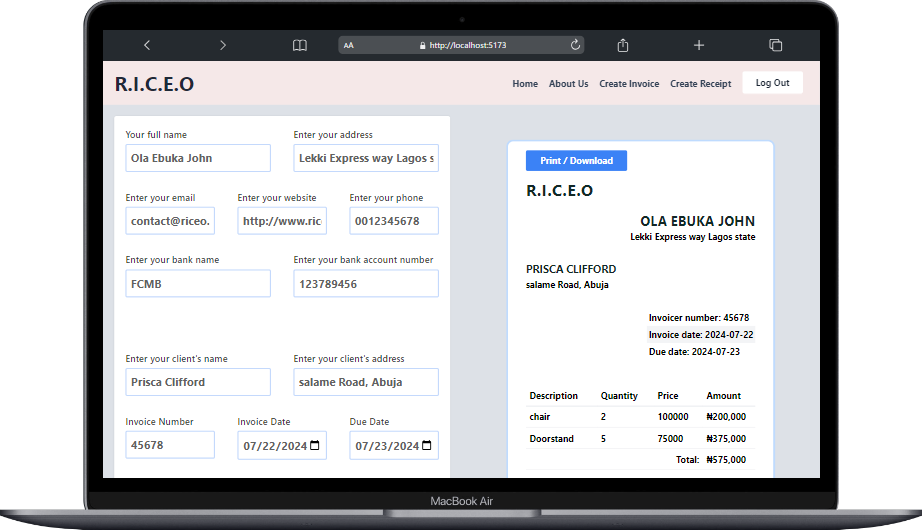 AA
http://localhost:5173
R.I.C.E.O
Home About Us Create Invoice Create Receipt Log Out
Your full name Enter your address
Ola Ebuka John Lekki Express way Lagos s
Enter your email Enter your website Enter your phone
contact@riceo. http://www.ric 0012345678
Enter your bank name Enter your bank account number
FCMB 123789456
Enter your client's name Enter your client's address
Prisca Clifford salame Road, Abuja
Invoice Number Invoice Date Due Date
45678 07/22/2024 07/23/2024
Print / Download
R.I.C.E.O
OLA EBUKA JOHN
Lekki Express way Lagos state
PRISCA CLIFFORD
salame Road, Abuja
Invoicer number: 45678
Invoice date: 2024-07-22
Due date: 2024-07-23
Description Quantity Price Amount
chair 2 100000 ₦200,000
Doorstand 5 75000 ₦375,000
Total: ₦575,000
MacBook Air